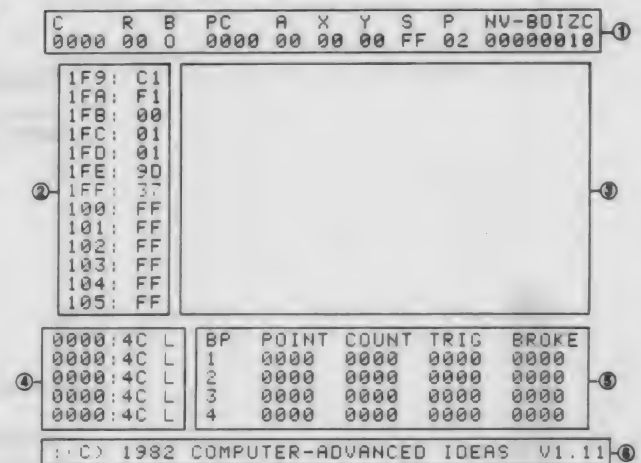 C R B PC A X Y S P NV-BDIZC
0000 00 0 0000 00 00 00 FF 02 00000010
①
1F9: C1
1FA: F1
1FB: 00
1FC: 01
1FD: 01
1FE: 9D
1FF: 37
100: FF
101: FF
102: FF
103: FF
104: FF
105: FF
②
③
0000:4C L
0000:4C L
0000:4C L
0000:4C L
0000:4C L
④
BP POINT COUNT TRIG BROKE
1 0000 0000 0000 0000
2 0000 0000 0000 0000
3 0000 0000 0000 0000
4 0000 0000 0000 0000
⑤
:(C) 1982 COMPUTER-ADVANCED IDEAS V1.11
⑥